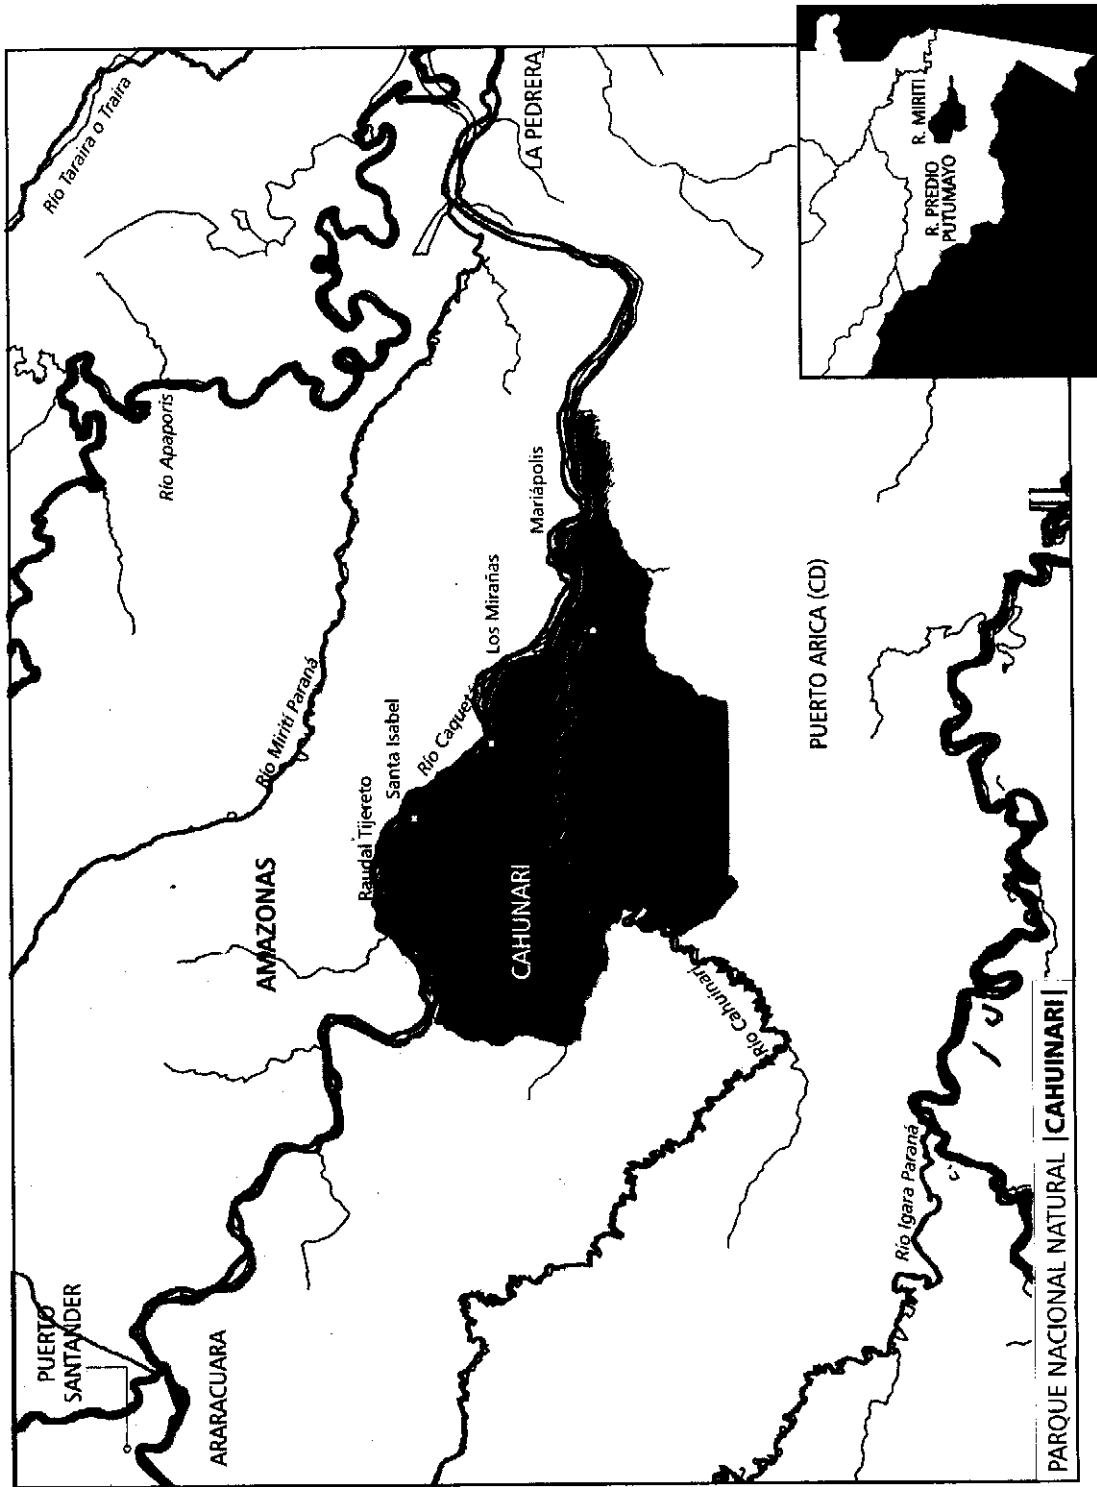 PUERTO
SANTANDER
ARARACUARA
AMAZONAS
Río Taraira o Traira
Río Apaporis
Río Mirití Paraná
LA PEDRERA
Raudal Tijereto
Santa Isabel
Río Caquetá
Los Mirañas
Mariápolis
CAHUNARI
Río Cahuinari
PUERTO ARICA (CD)
Río Igara Paraná
PARQUE NACIONAL NATURAL |CAHUINARI|
R. MIRITI
R. PREDIO
PUTUMAYO